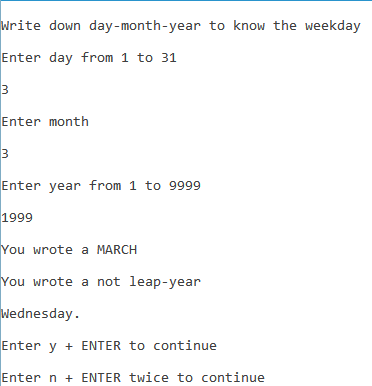 Write down day-month-year to know the weekday
Enter day from 1 to 31
3
Enter month
3
Enter year from 1 to 9999
1999
You wrote a MARCH
You wrote a not leap-year
Wednesday.
Enter y + ENTER to continue
Enter n + ENTER twice to continue